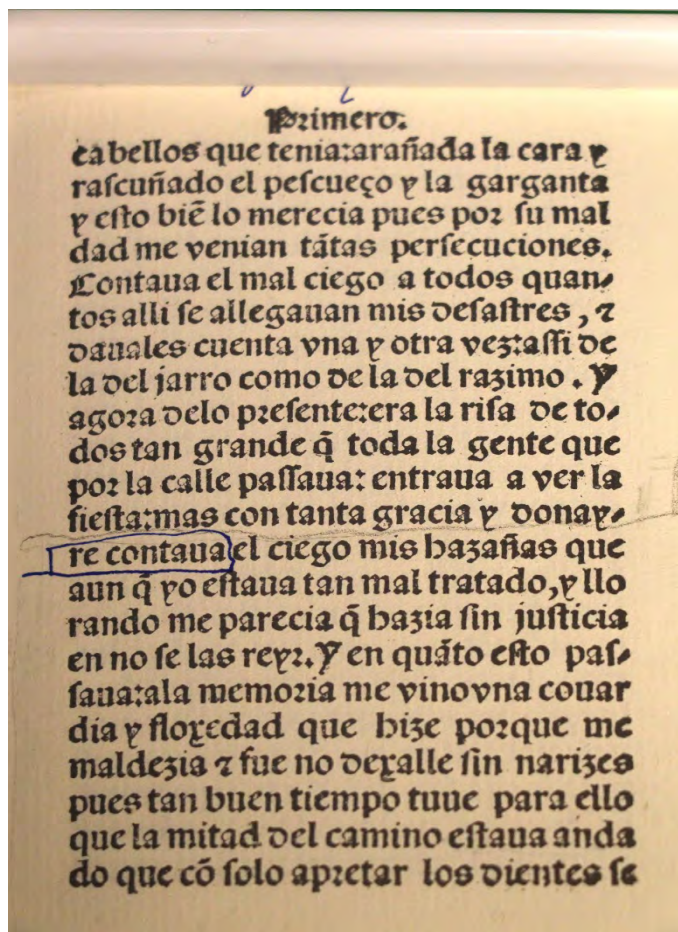 Primero.
cabellos que tenia:arañada la cara y
rascuñado el pescueço y la garganta
y esto biẽ lo merecia pues por su mal
dad me venian tãtas persecuciones.
Contaua el mal ciego a todos quan-
tos alli se allegauan mis desastres, ⁊
daua les cuenta vna y otra vez:assi de
la del jarro como de la del razimo. Y
agora delo presente:era la risa de to-
dos tan grande q̃ toda la gente que
por la calle passaua: entraua a ver la
fiesta:mas con tanta gracia y donay-
re contaua el ciego mis hazañas que
aun q̃ yo estaua tan mal tratado,y llo
rando me parecia q̃ hazia sin justicia
en no se las reyr. Y en quãto esto pas-
saua:ala memoria me vino vna couar
dia y floxedad que hize porque me
maldezia ⁊ fue no dexalle sin narizes
pues tan buen tiempo tuue para ello
que la mitad del camino estaua anda
do que cõ solo apretar los dientes se